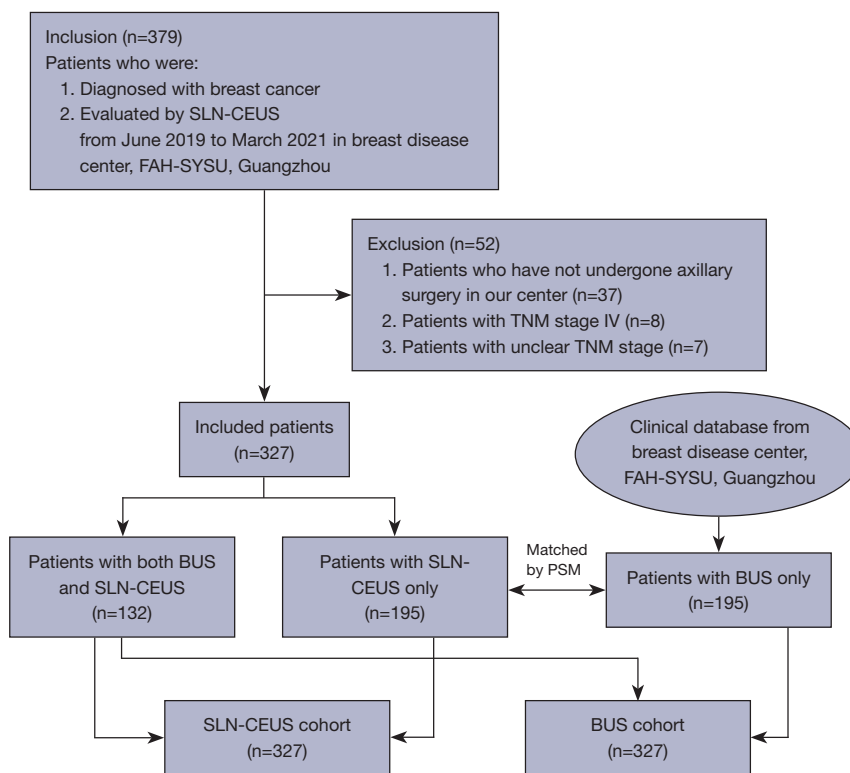 Inclusion (n=379)
Patients who were:
1. Diagnosed with breast cancer
2. Evaluated by SLN-CEUS
from June 2019 to March 2021 in breast disease
center, FAH-SYSU, Guangzhou
Exclusion (n=52)
1. Patients who have not undergone axillary
surgery in our center (n=37)
2. Patients with TNM stage IV (n=8)
3. Patients with unclear TNM stage (n=7)
Included patients
(n=327)
Clinical database from
breast disease center,
FAH-SYSU, Guangzhou
Patients with both BUS
and SLN-CEUS
(n=132)
Patients with SLN-
CEUS only
(n=195)
Matched
by PSM
Patients with BUS only
(n=195)
SLN-CEUS cohort
(n=327)
BUS cohort
(n=327)